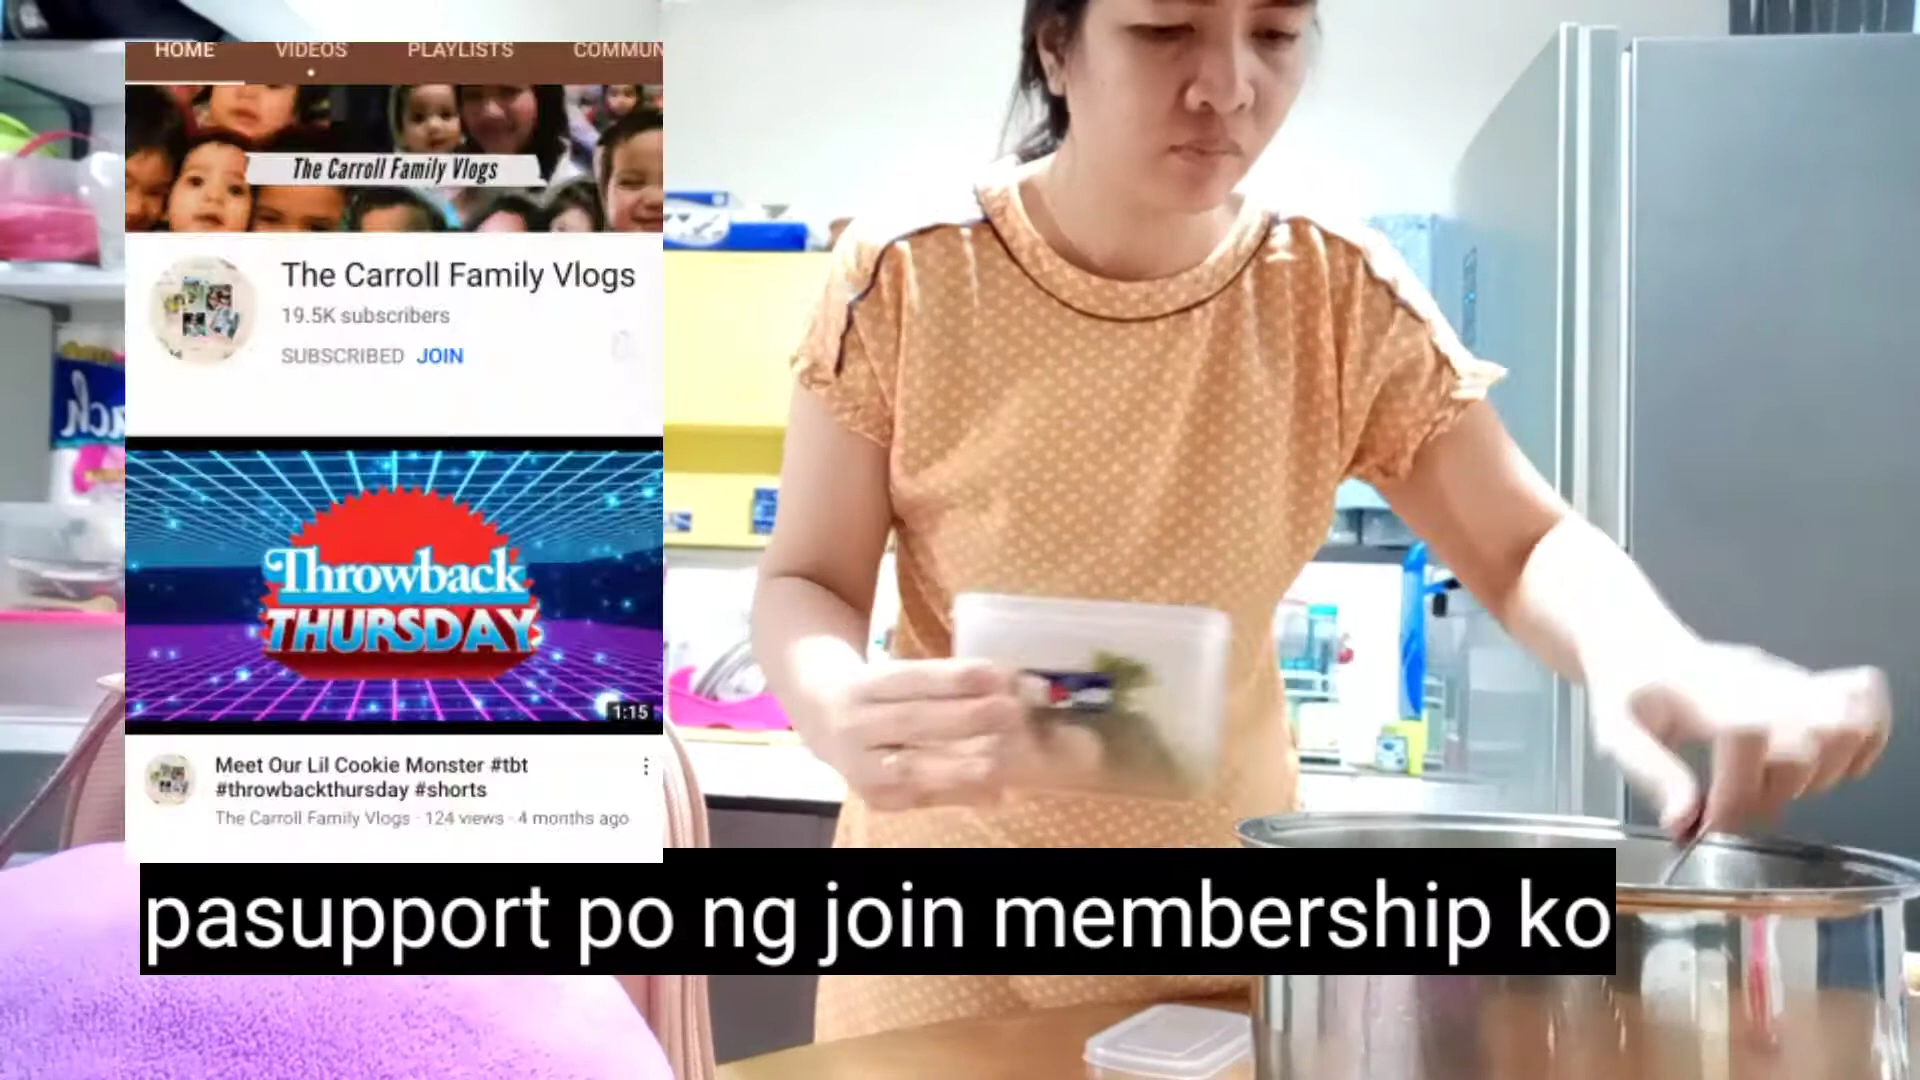 HOME VIDEOS PLAYLISTS COMMUN
The Carroll Family Vlogs
The Carroll Family Vlogs
19.5K subscribers
SUBSCRIBED JOIN
Throwback
THURSDAY
1:15
Meet Our Lil Cookie Monster #tbt
#throwbackthursday #shorts
The Carroll Family Vlogs · 124 views · 4 months ago
pasupport po ng join membership ko